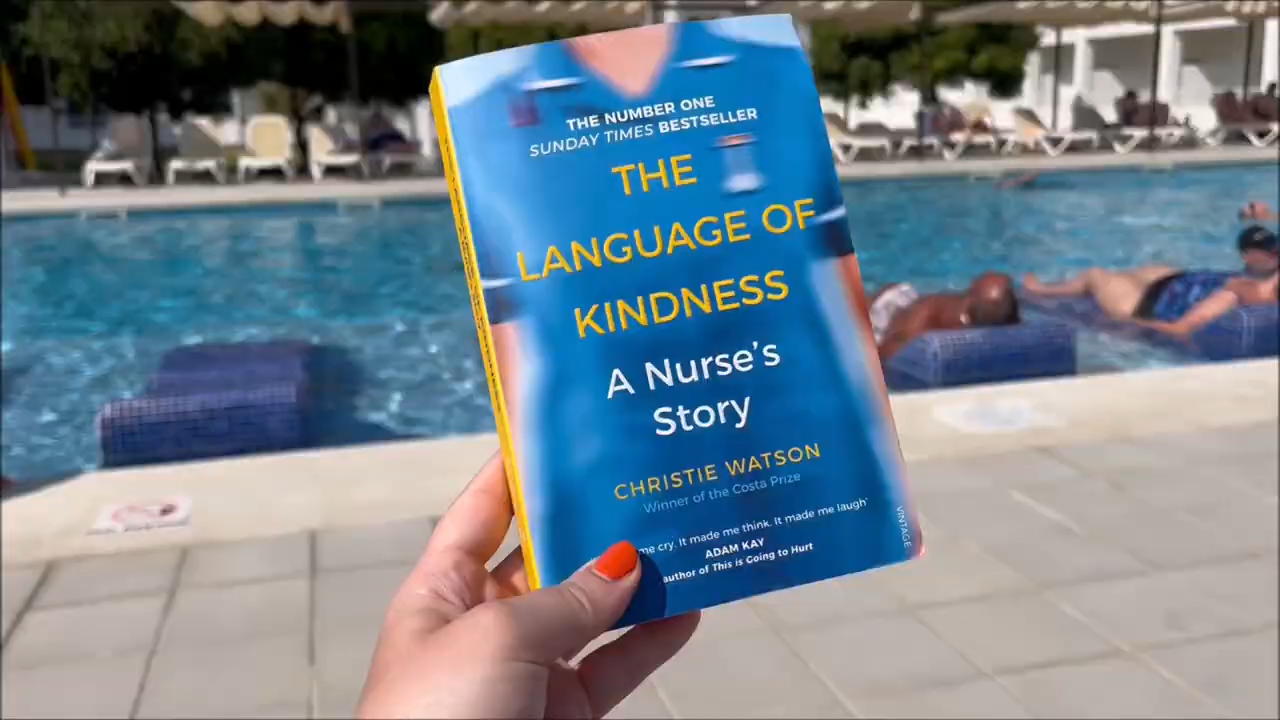 THE NUMBER ONE
SUNDAY TIMES BESTSELLER
THE
LANGUAGE OF
KINDNESS
A Nurse's
Story
CHRISTIE WATSON
Winner of the Costa Prize
me cry. It made me think. It made me laugh'
ADAM KAY
author of This is Going to Hurt
VINTAGE